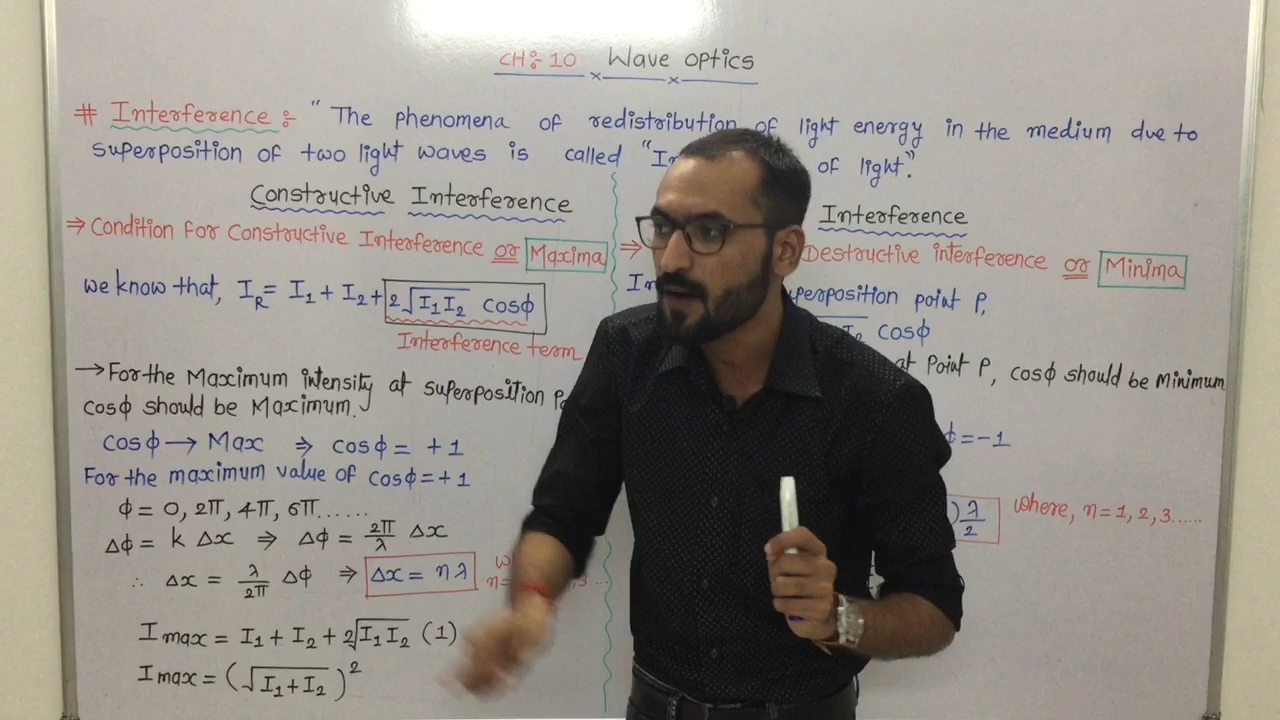 CH:- 10 Wave optics
# Interference :- "The phenomena of redistribution of light energy in the medium due to
superposition of two light waves is called " of light".
Constructive Interference
⇒ Condition for Constructive Interference or Maxima
we know that, I_R = I₁ + I₂ + 2√I₁I₂ cosϕ
Interference term
→ For the Maximum intensity at superposition
cosϕ should be Maximum.
cosϕ → Max ⇒ cosϕ = +1
For the maximum value of cosϕ = +1
ϕ = 0, 2π, 4π, 6π......
Δϕ = k Δx ⇒ Δϕ = 2π/λ Δx
∴ Δx = λ/2π Δϕ ⇒ Δx = nλ
I max = I₁ + I₂ + 2√I₁I₂ (1)
I max = (√I₁+I₂)²
Interference
⇒ Destructive interference or Minima
superposition point P,
cosϕ
at Point P, cosϕ should be Minimum
ϕ = -1
)λ/2 where, n = 1, 2, 3.....